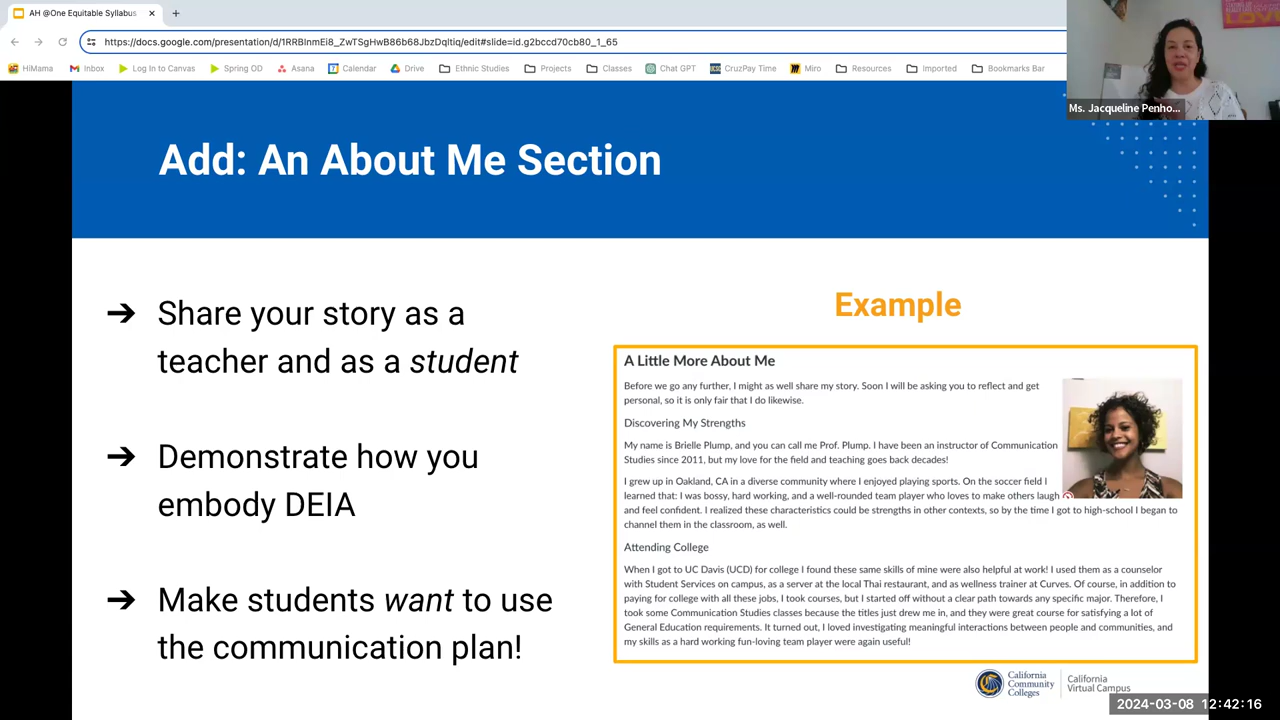 AH @One Equitable Syllabus
https://docs.google.com/presentation/d/1RRBlnmEi8_ZwTSgHwB86b68JbzDqltiq/edit#slide=id.g2bccd70cb80_1_65
HiMama Inbox Log In to Canvas Spring OD Asana Calendar Drive Ethnic Studies Projects Classes Chat GPT CruzPay Time Miro Resources Imported Bookmarks Bar
LOVE
Ms. Jacqueline Penho...
Add: An About Me Section
➔ Share your story as a
teacher and as a student
➔ Demonstrate how you
embody DEIA
➔ Make students want to use
the communication plan!
Example
A Little More About Me
Before we go any further, I might as well share my story. Soon I will be asking you to reflect and get
personal, so it is only fair that I do likewise.
Discovering My Strengths
My name is Brielle Plump, and you can call me Prof. Plump. I have been an instructor of Communication
Studies since 2011, but my love for the field and teaching goes back decades!
I grew up in Oakland, CA in a diverse community where I enjoyed playing sports. On the soccer field I
learned that: I was bossy, hard working, and a well-rounded team player who loves to make others laugh
and feel confident. I realized these characteristics could be strengths in other contexts, so by the time I got to high-school I began to
channel them in the classroom, as well.
Attending College
When I got to UC Davis (UCD) for college I found these same skills of mine were also helpful at work! I used them as a counselor
with Student Services on campus, as a server at the local Thai restaurant, and as wellness trainer at Curves. Of course, in addition to
paying for college with all these jobs, I took courses, but I started off without a clear path towards any specific major. Therefore, I
took some Communication Studies classes because the titles just drew me in, and they were great course for satisfying a lot of
General Education requirements. It turned out, I loved investigating meaningful interactions between people and communities, and
my skills as a hard working fun-loving team player were again useful!
California
Community
Colleges
California
Virtual Campus
2024-03-08 12:42:16